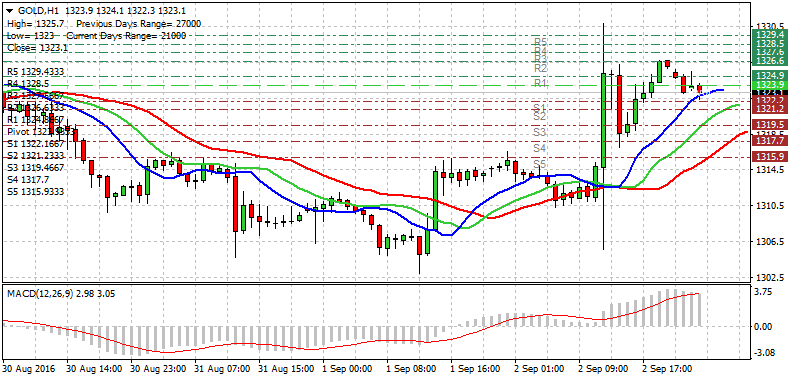 GOLD,H1 1323.9 1324.1 1322.3 1323.1
High= 1325.7 Previous Days Range= 27000
Low= 1323 Current Days Range= 21000
Close= 1323.1
R5 1329.4333
R4 1328.5
R1
Pivot
S1 1322.1667
S2 1321.2333
S3 1319.4667
S4 1317.7
S5 1315.9333
R5
R4
R3
R2
R1
S1
S2
S3
S4
S5
1330.5
1329.4
1328.5
1327.6
1326.6
1324.9
1323.9
1322.2
1321.2
1319.5
1317.7
1315.9
1314.5
1310.5
1306.5
1302.5
MACD(12,26,9) 2.98 3.05
3.75
0.00
-3.08
30 Aug 2016 30 Aug 14:00 30 Aug 23:00 31 Aug 07:00 31 Aug 15:00 1 Sep 00:00 1 Sep 08:00 1 Sep 16:00 2 Sep 01:00 2 Sep 09:00 2 Sep 17:00